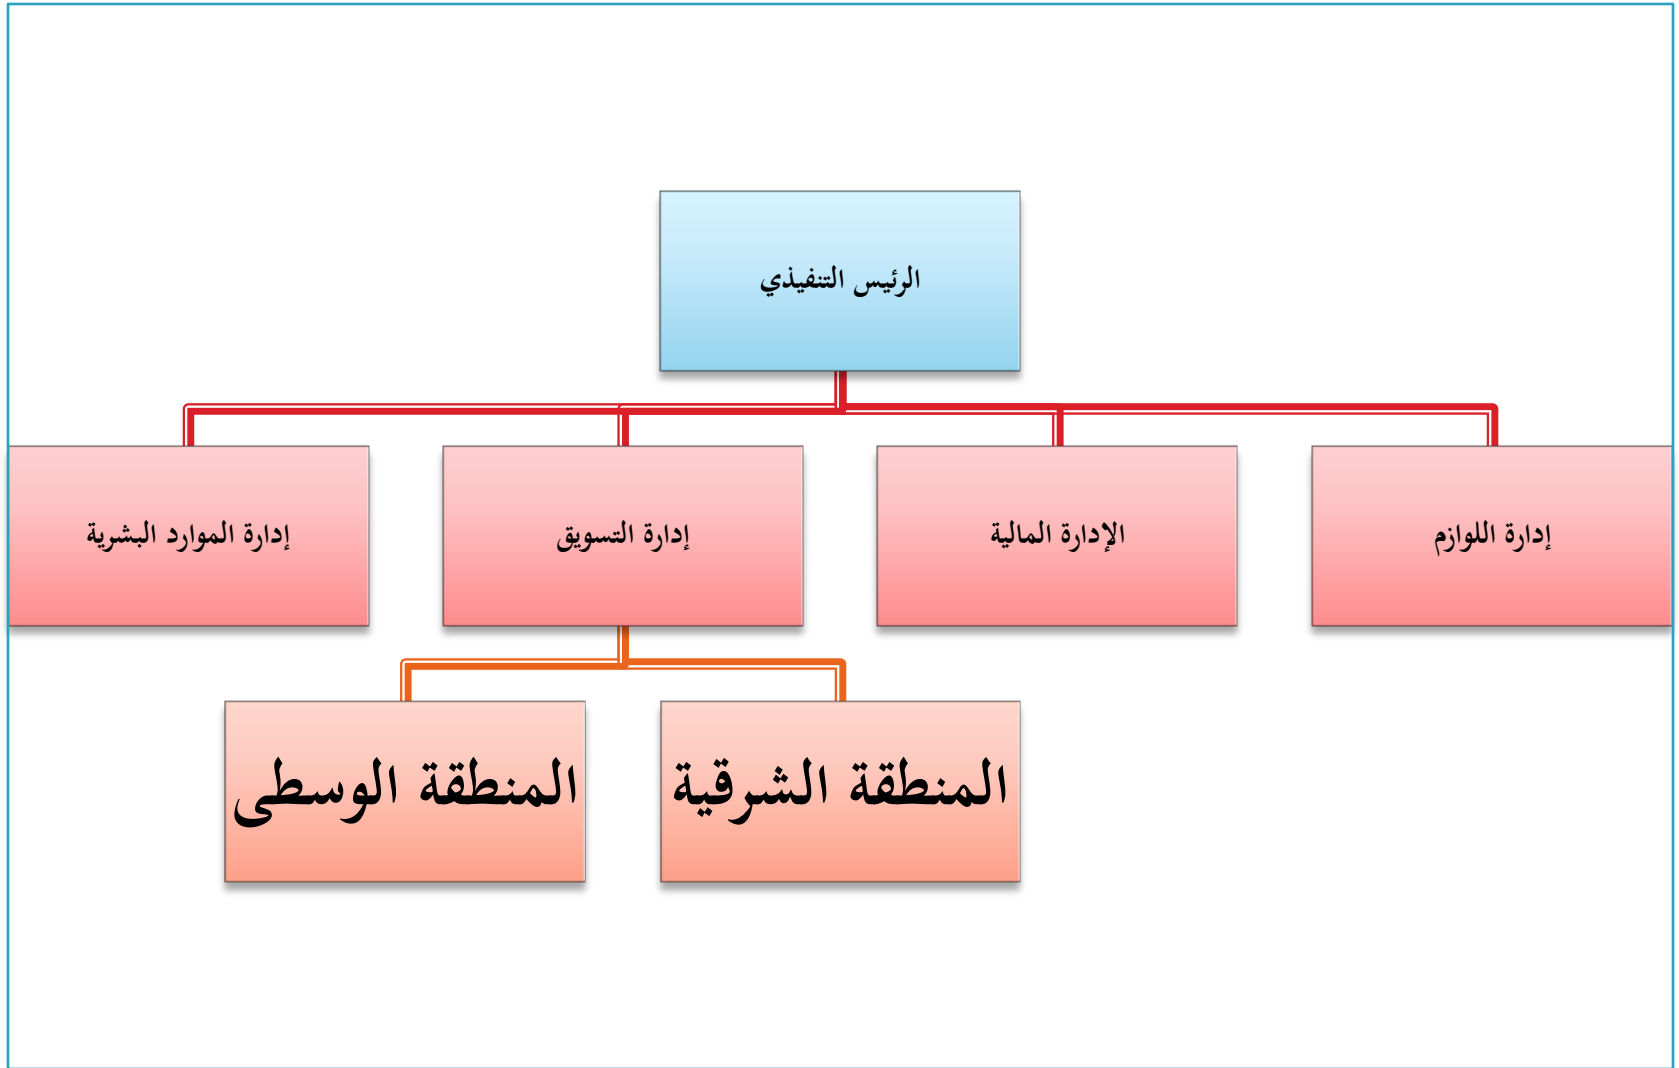 الرئيس التنفيذي
إدارة اللوازم
الإدارة المالية
إدارة التسويق
إدارة الموارد البشرية
المنطقة الشرقية
المنطقة الوسطى